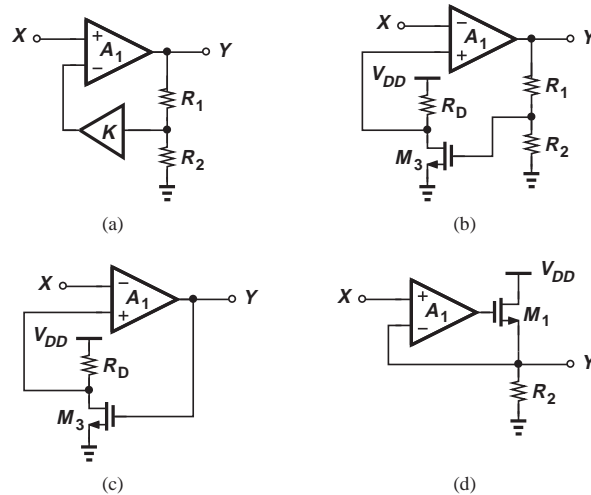 X
+
−
A1
Y
R1
K
R2
(a)
X
−
+
A1
Y
VDD
RD
R1
M3
R2
(b)
X
−
+
A1
Y
VDD
RD
M3
(c)
X
+
−
A1
VDD
M1
Y
R2
(d)